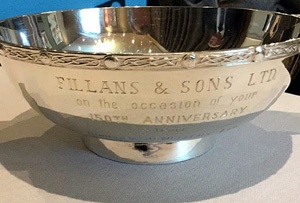 FILLANS & SONS LTD
on the occasion of your
150TH ANNIVERSARY